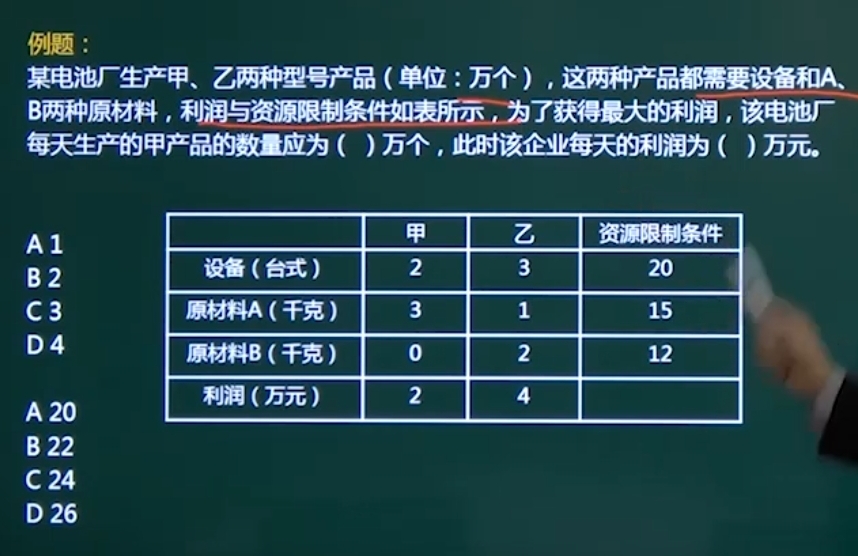 例题：
某电池厂生产甲、乙两种型号产品（单位：万个），这两种产品都需要设备和A、
B两种原材料，利润与资源限制条件如表所示，为了获得最大的利润，该电池厂
每天生产的甲产品的数量应为（ ）万个，此时该企业每天的利润为（ ）万元。
A 1
B 2
C 3
D 4
A 20
B 22
C 24
D 26
甲 乙 资源限制条件
设备（台式） 2 3 20
原材料A（千克） 3 1 15
原材料B（千克） 0 2 12
利润（万元） 2 4